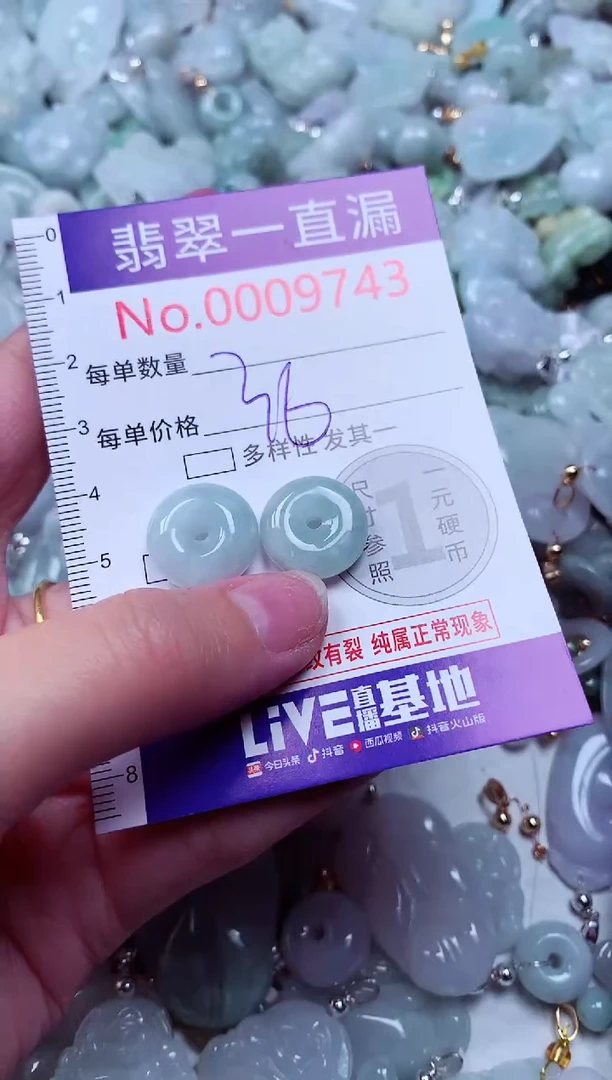 翡翠一直漏
No.0009743
0
1
2
每单数量
3
每单价格
36
多样性 发其一
4
尺寸参照
1
一元硬币
5
有裂 纯属正常现象
LiVE直播基地
头条 今日头条 抖音 西瓜视频 抖音火山版
8